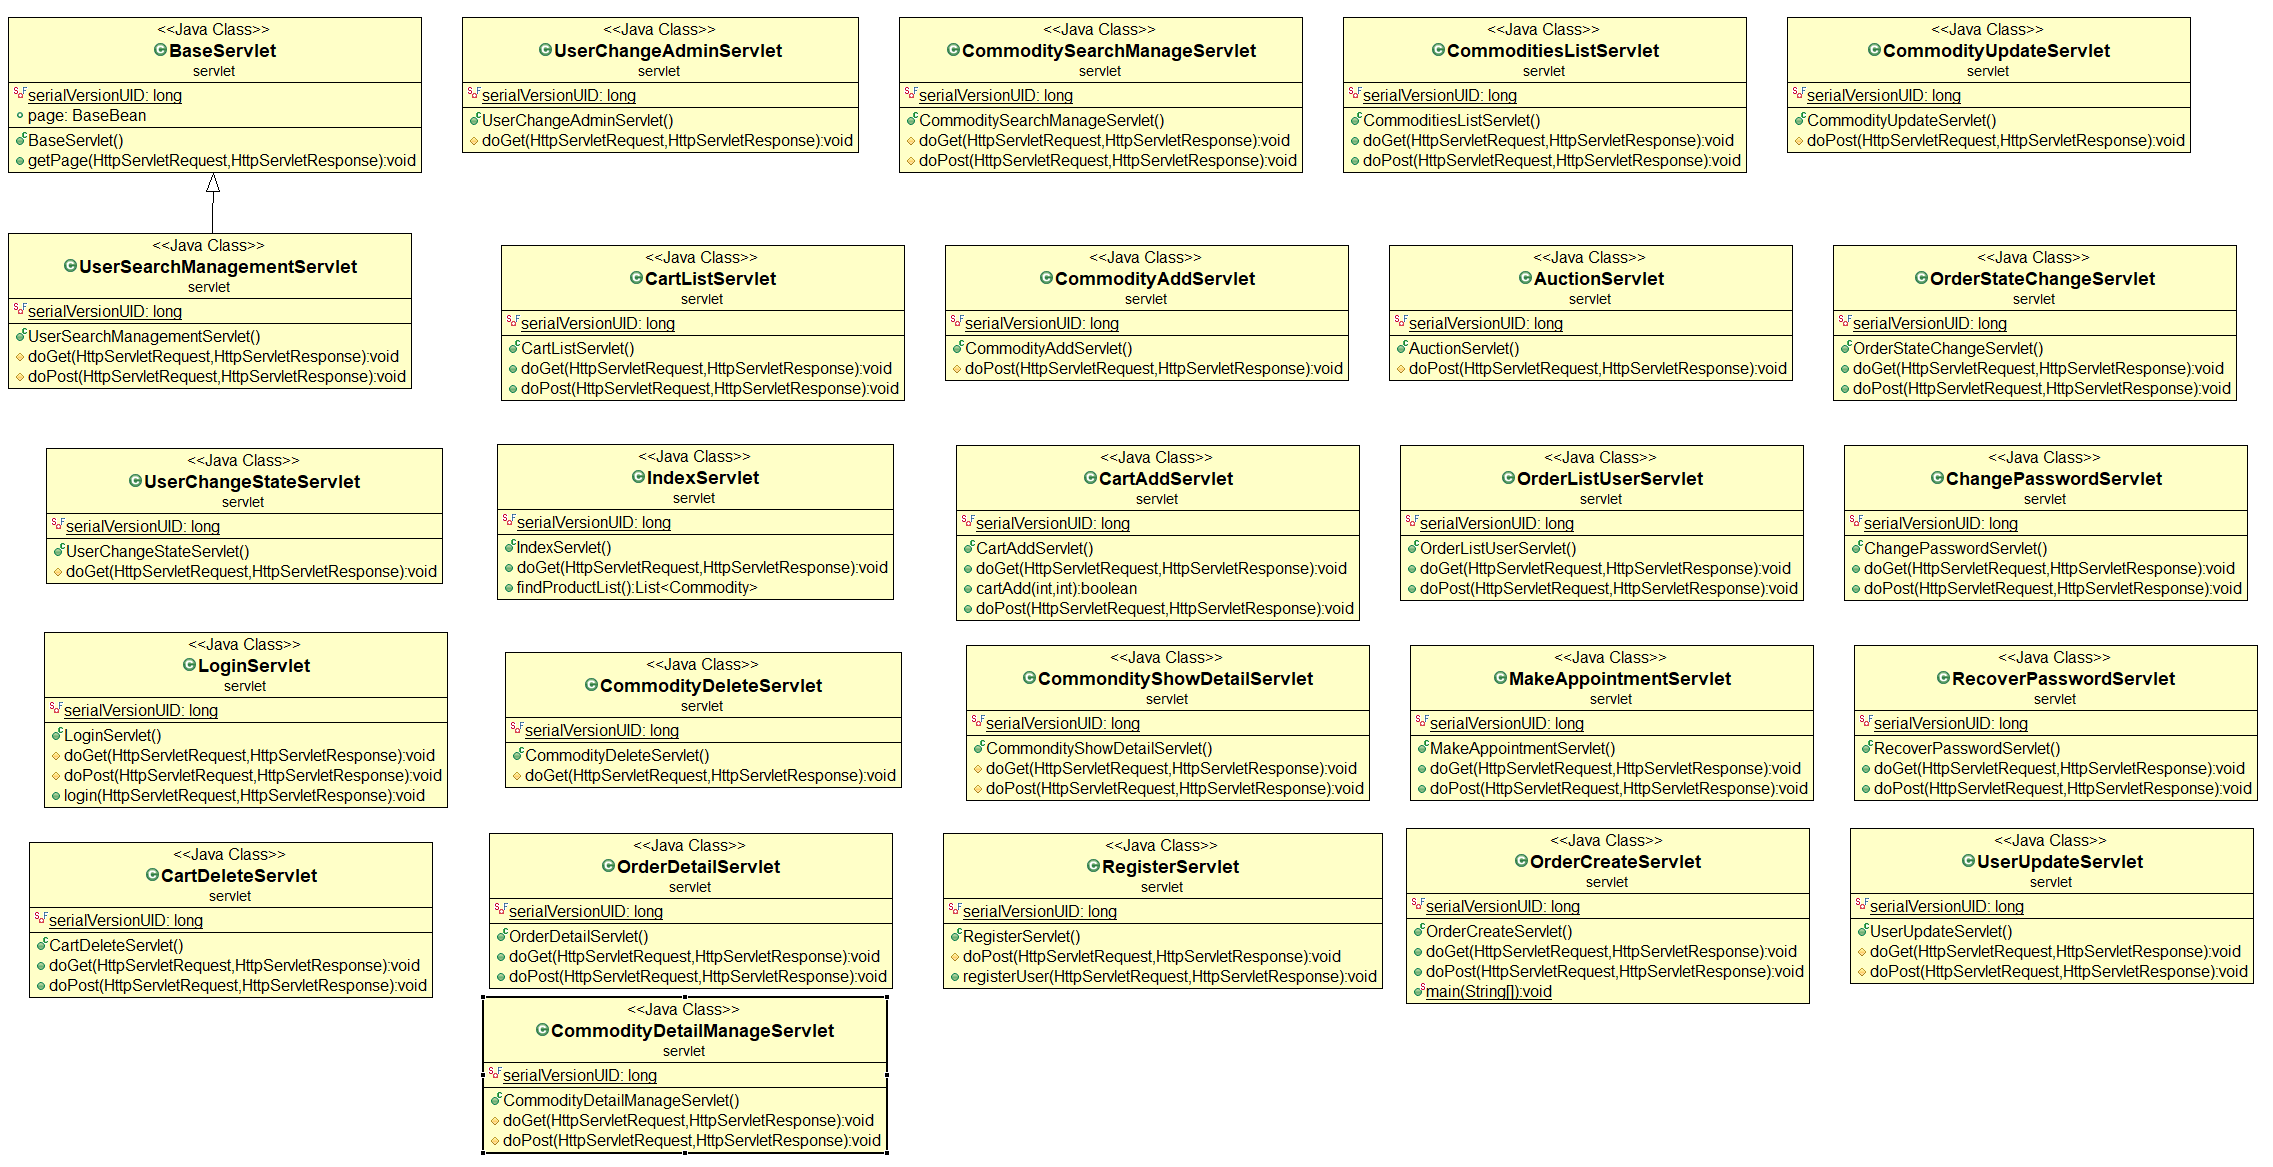 <<Java Class>>
BaseServlet
servlet
serialVersionUID: long
page: BaseBean
BaseServlet()
getPage(HttpServletRequest,HttpServletResponse):void
<<Java Class>>
UserChangeAdminServlet
servlet
serialVersionUID: long
UserChangeAdminServlet()
doGet(HttpServletRequest,HttpServletResponse):void
<<Java Class>>
CommoditySearchManageServlet
servlet
serialVersionUID: long
CommoditySearchManageServlet()
doGet(HttpServletRequest,HttpServletResponse):void
doPost(HttpServletRequest,HttpServletResponse):void
<<Java Class>>
CommoditiesListServlet
servlet
serialVersionUID: long
CommoditiesListServlet()
doGet(HttpServletRequest,HttpServletResponse):void
doPost(HttpServletRequest,HttpServletResponse):void
<<Java Class>>
CommodityUpdateServlet
servlet
serialVersionUID: long
CommodityUpdateServlet()
doPost(HttpServletRequest,HttpServletResponse):void
<<Java Class>>
UserSearchManagementServlet
servlet
serialVersionUID: long
UserSearchManagementServlet()
doGet(HttpServletRequest,HttpServletResponse):void
doPost(HttpServletRequest,HttpServletResponse):void
<<Java Class>>
CartListServlet
servlet
serialVersionUID: long
CartListServlet()
doGet(HttpServletRequest,HttpServletResponse):void
doPost(HttpServletRequest,HttpServletResponse):void
<<Java Class>>
CommodityAddServlet
servlet
serialVersionUID: long
CommodityAddServlet()
doPost(HttpServletRequest,HttpServletResponse):void
<<Java Class>>
AuctionServlet
servlet
serialVersionUID: long
AuctionServlet()
doPost(HttpServletRequest,HttpServletResponse):void
<<Java Class>>
OrderStateChangeServlet
servlet
serialVersionUID: long
OrderStateChangeServlet()
doGet(HttpServletRequest,HttpServletResponse):void
doPost(HttpServletRequest,HttpServletResponse):void
<<Java Class>>
UserChangeStateServlet
servlet
serialVersionUID: long
UserChangeStateServlet()
doGet(HttpServletRequest,HttpServletResponse):void
<<Java Class>>
IndexServlet
servlet
serialVersionUID: long
IndexServlet()
doGet(HttpServletRequest,HttpServletResponse):void
findProductList():List<Commodity>
<<Java Class>>
CartAddServlet
servlet
serialVersionUID: long
CartAddServlet()
doGet(HttpServletRequest,HttpServletResponse):void
cartAdd(int,int):boolean
doPost(HttpServletRequest,HttpServletResponse):void
<<Java Class>>
OrderListUserServlet
servlet
serialVersionUID: long
OrderListUserServlet()
doGet(HttpServletRequest,HttpServletResponse):void
doPost(HttpServletRequest,HttpServletResponse):void
<<Java Class>>
ChangePasswordServlet
servlet
serialVersionUID: long
ChangePasswordServlet()
doGet(HttpServletRequest,HttpServletResponse):void
doPost(HttpServletRequest,HttpServletResponse):void
<<Java Class>>
LoginServlet
servlet
serialVersionUID: long
LoginServlet()
doGet(HttpServletRequest,HttpServletResponse):void
doPost(HttpServletRequest,HttpServletResponse):void
login(HttpServletRequest,HttpServletResponse):void
<<Java Class>>
CommodityDeleteServlet
servlet
serialVersionUID: long
CommodityDeleteServlet()
doGet(HttpServletRequest,HttpServletResponse):void
<<Java Class>>
CommondityShowDetailServlet
servlet
serialVersionUID: long
CommondityShowDetailServlet()
doGet(HttpServletRequest,HttpServletResponse):void
doPost(HttpServletRequest,HttpServletResponse):void
<<Java Class>>
MakeAppointmentServlet
servlet
serialVersionUID: long
MakeAppointmentServlet()
doGet(HttpServletRequest,HttpServletResponse):void
doPost(HttpServletRequest,HttpServletResponse):void
<<Java Class>>
RecoverPasswordServlet
servlet
serialVersionUID: long
RecoverPasswordServlet()
doGet(HttpServletRequest,HttpServletResponse):void
doPost(HttpServletRequest,HttpServletResponse):void
<<Java Class>>
CartDeleteServlet
servlet
serialVersionUID: long
CartDeleteServlet()
doGet(HttpServletRequest,HttpServletResponse):void
doPost(HttpServletRequest,HttpServletResponse):void
<<Java Class>>
OrderDetailServlet
servlet
serialVersionUID: long
OrderDetailServlet()
doGet(HttpServletRequest,HttpServletResponse):void
doPost(HttpServletRequest,HttpServletResponse):void
<<Java Class>>
RegisterServlet
servlet
serialVersionUID: long
RegisterServlet()
doPost(HttpServletRequest,HttpServletResponse):void
registerUser(HttpServletRequest,HttpServletResponse):void
<<Java Class>>
OrderCreateServlet
servlet
serialVersionUID: long
OrderCreateServlet()
doGet(HttpServletRequest,HttpServletResponse):void
doPost(HttpServletRequest,HttpServletResponse):void
main(String[]):void
<<Java Class>>
UserUpdateServlet
servlet
serialVersionUID: long
UserUpdateServlet()
doGet(HttpServletRequest,HttpServletResponse):void
doPost(HttpServletRequest,HttpServletResponse):void
<<Java Class>>
CommodityDetailManageServlet
servlet
serialVersionUID: long
CommodityDetailManageServlet()
doGet(HttpServletRequest,HttpServletResponse):void
doPost(HttpServletRequest,HttpServletResponse):void